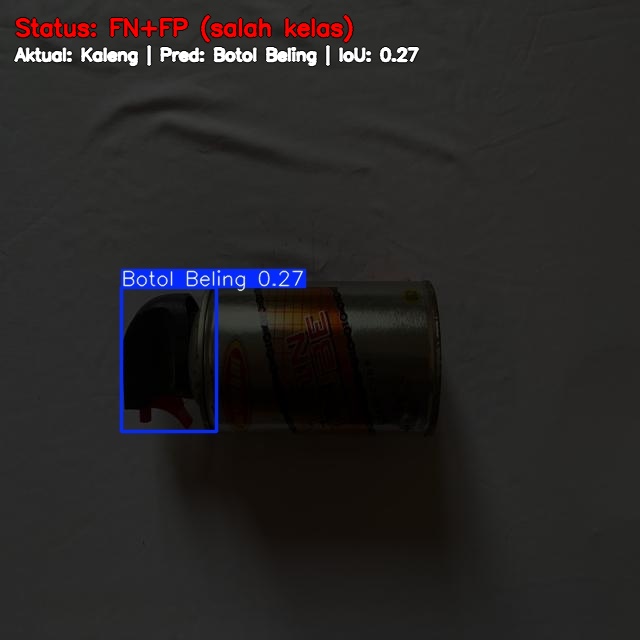 Status: FN+FP (salah kelas)
Aktual: Kaleng | Pred: Botol Beling | IoU: 0.27
Botol Beling 0.27